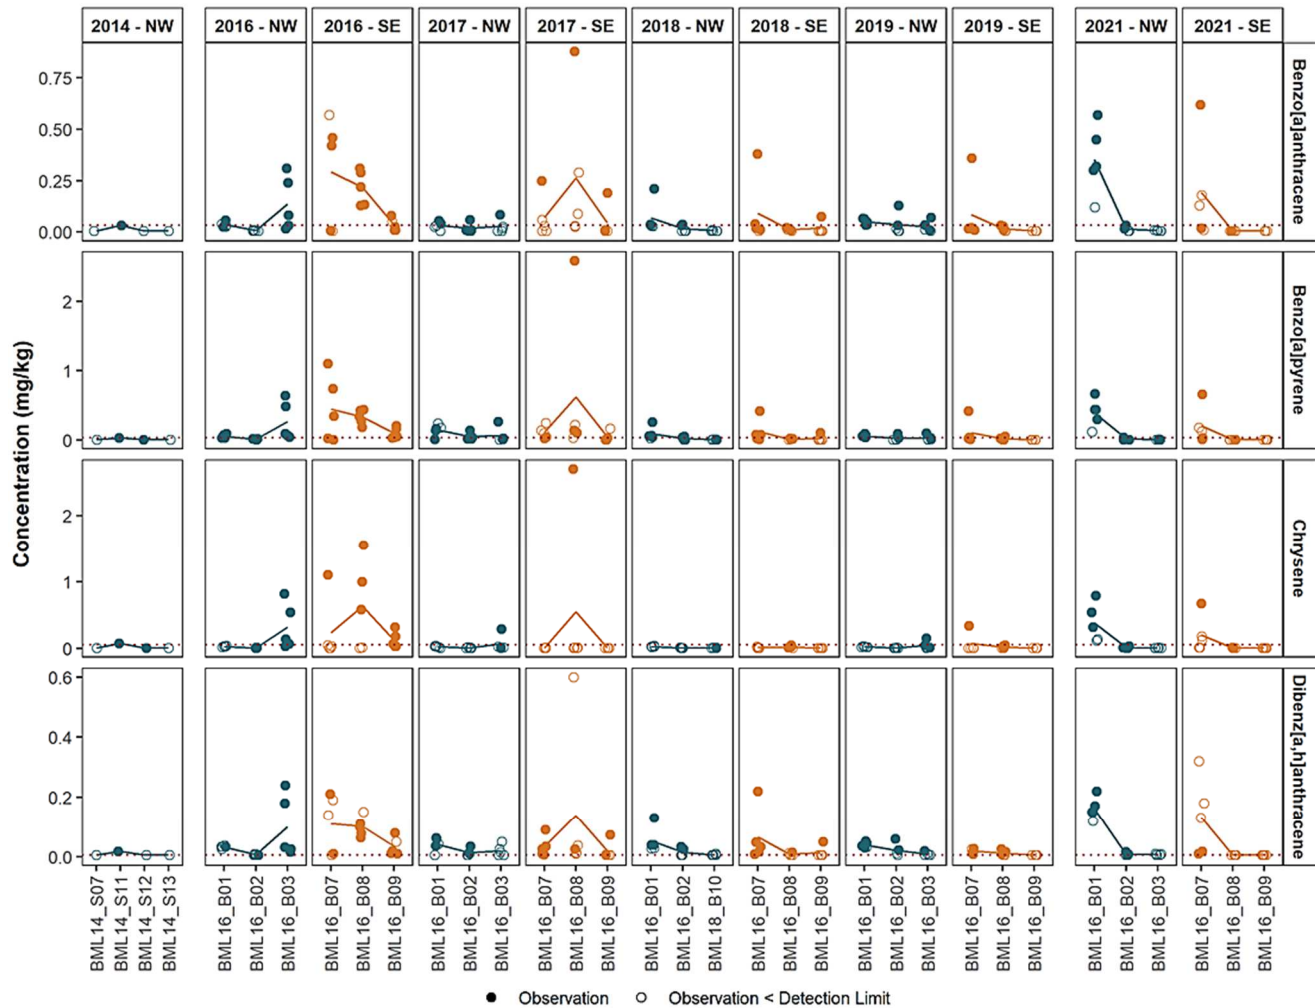 2014 - NW 2016 - NW 2016 - SE 2017 - NW 2017 - SE 2018 - NW 2018 - SE 2019 - NW 2019 - SE 2021 - NW 2021 - SE
Concentration (mg/kg)
0.75
0.50
0.25
0.00
Benzo[a]anthracene
2
1
0
Benzo[a]pyrene
2
1
0
Chrysene
0.6
0.4
0.2
0.0
Dibenz[a,h]anthracene
BML14_S07 BML14_S11 BML14_S12 BML14_S13 BML16_B01 BML16_B02 BML16_B03 BML16_B07 BML16_B08 BML16_B09 BML16_B01 BML16_B02 BML16_B03 BML16_B07 BML16_B08 BML16_B09 BML16_B01 BML16_B02 BML18_B10 BML16_B07 BML16_B08 BML16_B09 BML16_B01 BML16_B02 BML16_B03 BML16_B07 BML16_B08 BML16_B09 BML16_B01 BML16_B02 BML16_B03 BML16_B07 BML16_B08 BML16_B09
Observation Observation < Detection Limit